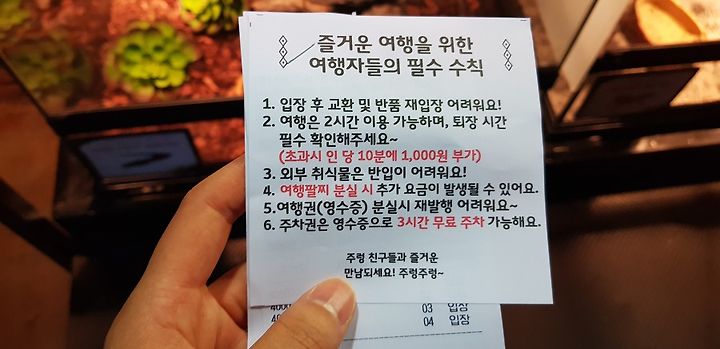 즐거운 여행을 위한
여행자들의 필수 수칙
1. 입장 후 교환 및 반품 재입장 어려워요!
2. 여행은 2시간 이용 가능하며, 퇴장 시간
필수 확인해주세요~
(초과시 인 당 10분에 1,000원 부가)
3. 외부 취식물은 반입이 어려워요!
4. 여행팔찌 분실 시 추가 요금이 발생될 수 있어요.
5.여행권(영수증) 분실시 재발행 어려워요~
6. 주차권은 영수증으로 3시간 무료 주차 가능해요.
주렁 친구들과 즐거운
만남되세요! 주렁주렁~
03 입장
04 입장